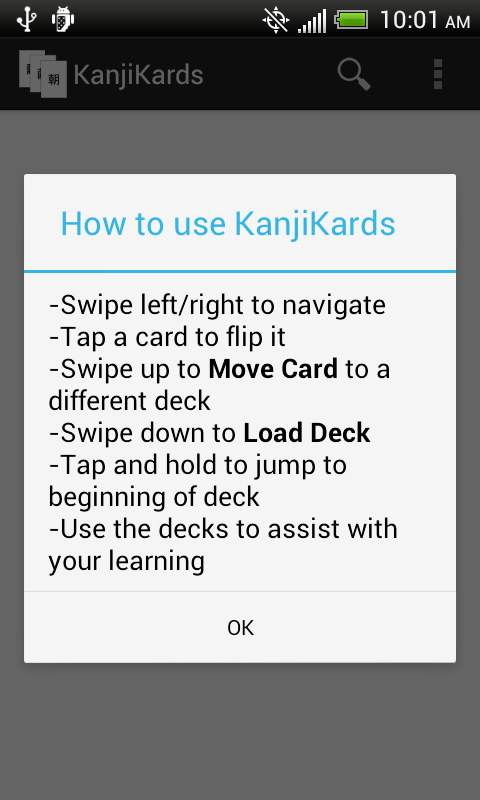 10:01 AM
朝
KanjiKards
How to use KanjiKards
-Swipe left/right to navigate
-Tap a card to flip it
-Swipe up to Move Card to a
different deck
-Swipe down to Load Deck
-Tap and hold to jump to
beginning of deck
-Use the decks to assist with
your learning
OK